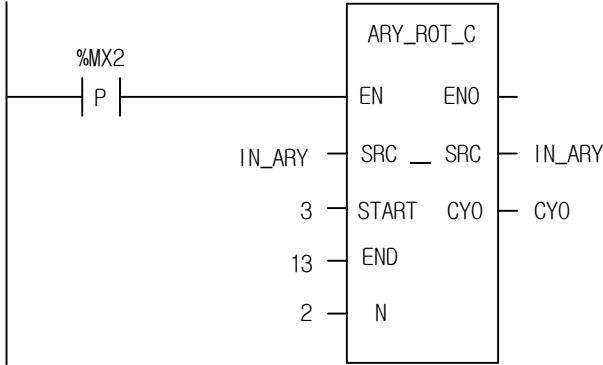 ARY_ROT_C
%MX2
P
EN ENO
IN_ARY SRC _ SRC IN_ARY
3 START CYO CYO
13 END
2 N